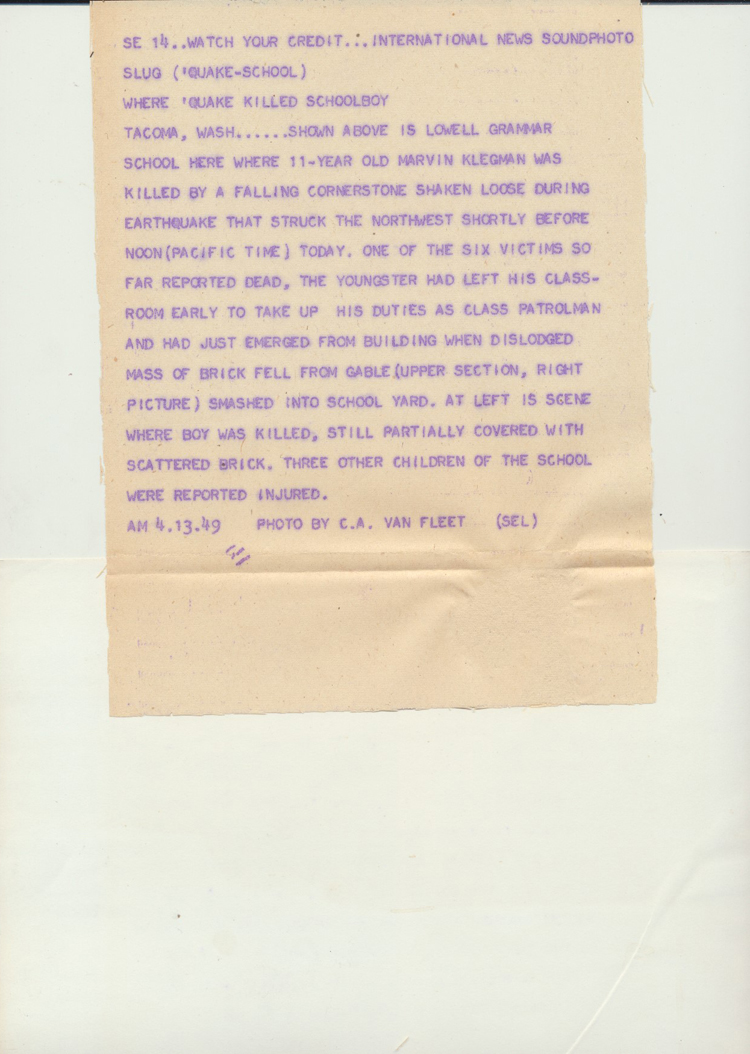 SE 14..WATCH YOUR CREDIT.:.INTERNATIONAL NEWS SOUNDPHOTO
SLUG ('QUAKE-SCHOOL)
WHERE 'QUAKE KILLED SCHOOLBOY
TACOMA, WASH......SHOWN ABOVE IS LOWELL GRAMMAR
SCHOOL HERE WHERE 11-YEAR OLD MARVIN KLEGMAN WAS
KILLED BY A FALLING CORNERSTONE SHAKEN LOOSE DURING
EARTHQUAKE THAT STRUCK THE NORTHWEST SHORTLY BEFORE
NOON(PACIFIC TIME) TODAY. ONE OF THE SIX VICTIMS SO
FAR REPORTED DEAD, THE YOUNGSTER HAD LEFT HIS CLASS-
ROOM EARLY TO TAKE UP HIS DUTIES AS CLASS PATROLMAN
AND HAD JUST EMERGED FROM BUILDING WHEN DISLODGED
MASS OF BRICK FELL FROM GABLE(UPPER SECTION, RIGHT
PICTURE) SMASHED INTO SCHOOL YARD. AT LEFT IS SCENE
WHERE BOY WAS KILLED, STILL PARTIALLY COVERED WITH
SCATTERED BRICK. THREE OTHER CHILDREN OF THE SCHOOL
WERE REPORTED INJURED.
AM 4.13.49 PHOTO BY C.A. VAN FLEET (SEL)